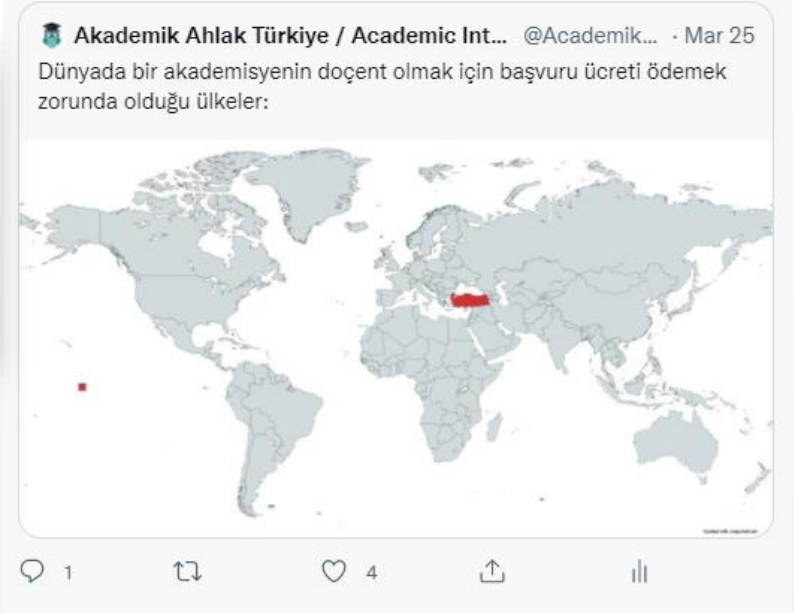 Akademik Ahlak Türkiye / Academic Int... @Academik... · Mar 25
Dünyada bir akademisyenin doçent olmak için başvuru ücreti ödemek
zorunda olduğu ülkeler:
1
4